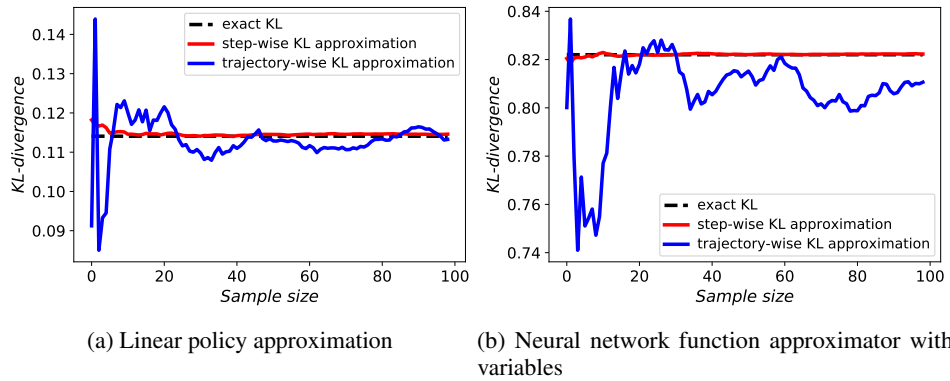 exact KL
step-wise KL approximation
trajectory-wise KL approximation
0.14
0.13
0.12
0.11
0.10
0.09
KL-divergence
0 20 40 60 80 100
Sample size
(a) Linear policy approximation
0.84
0.82
0.80
0.78
0.76
0.74
KL-divergence
exact KL
step-wise KL approximation
trajectory-wise KL approximation
0 20 40 60 80 100
Sample size
(b) Neural network function approximator with
variables